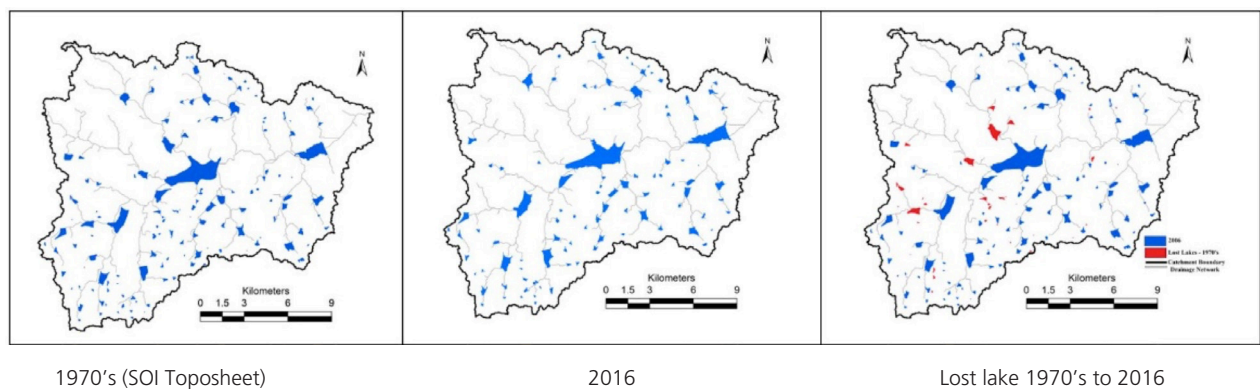 N
Kilometers
0 1.5 3 6 9
N
Kilometers
0 1.5 3 6 9
N
2006
Lost Lakes - 1970's
Catchment Boundary
Drainage Network
Kilometers
0 1.5 3 6 9
1970's (SOI Toposheet)
2016
Lost lake 1970's to 2016